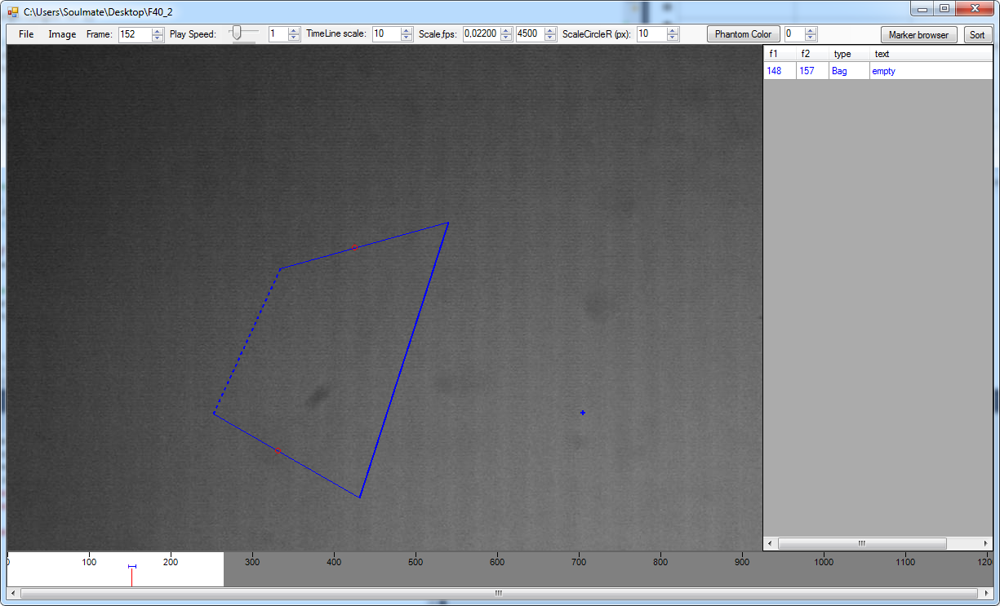 C:\Users\Soulmate\Desktop\F40_2
File Image Frame: 152 Play Speed: 1 TimeLine scale: 10 Scale,fps: 0,02200 4500 ScaleCircleR (px): 10 Phantom Color 0 Marker browser Sort
f1 f2 type text
148 157 Bag empty
0 100 200 300 400 500 600 700 800 900 1000 1100 120